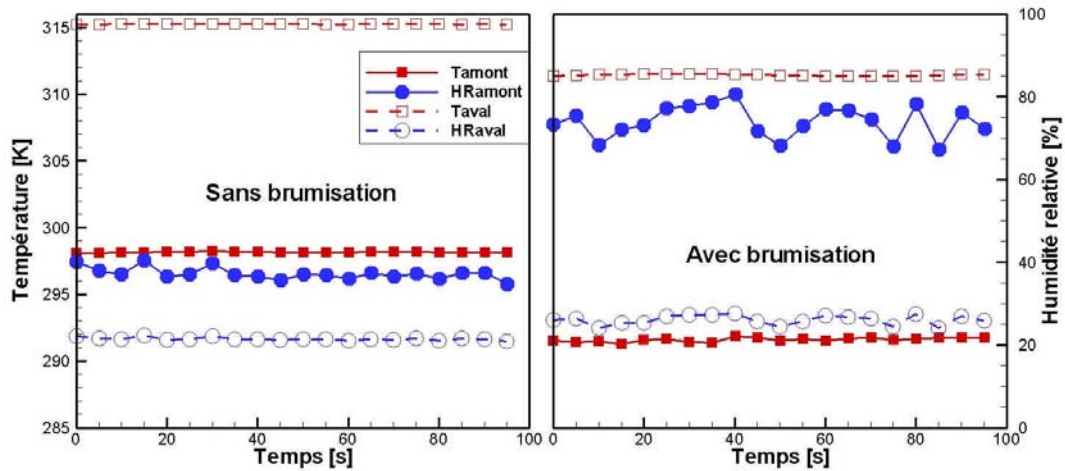 315
310
305
300
295
290
285
Température [K]
Tamont
HRamont
Taval
HRaval
Sans brumisation
0 20 40 60 80 100
Temps [s]
Avec brumisation
0 20 40 60 80 100
Temps [s]
100
80
60
40
20
0
Humidité relative [%]